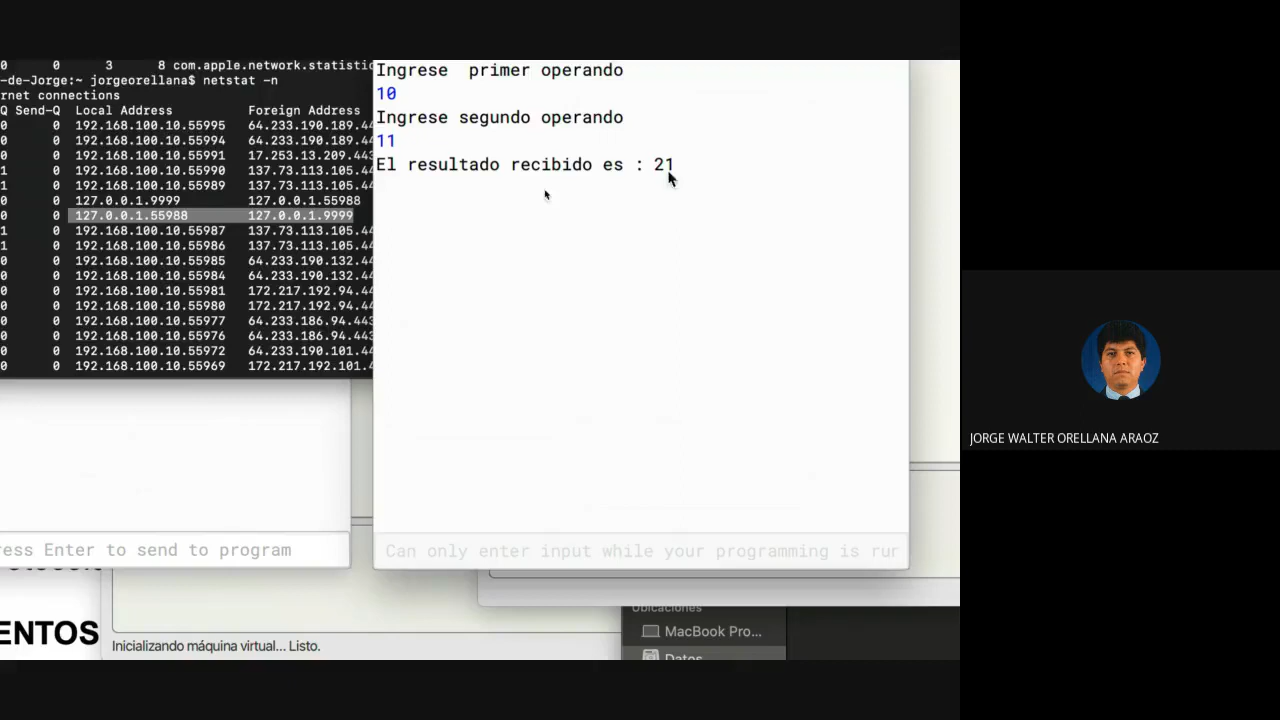 0 0 3 8 com.apple.network.statistic
-de-Jorge:~ jorgeorellana$ netstat -n
rnet connections
Q Send-Q Local Address Foreign Address
0 0 192.168.100.10.55995 64.233.190.189.44
0 0 192.168.100.10.55994 64.233.190.189.44
0 0 192.168.100.10.55991 17.253.13.209.443
1 0 192.168.100.10.55990 137.73.113.105.44
1 0 192.168.100.10.55989 137.73.113.105.44
0 0 127.0.0.1.9999 127.0.0.1.55988
0 0 127.0.0.1.55988 127.0.0.1.9999
1 0 192.168.100.10.55987 137.73.113.105.44
1 0 192.168.100.10.55986 137.73.113.105.44
0 0 192.168.100.10.55985 64.233.190.132.44
0 0 192.168.100.10.55984 64.233.190.132.44
0 0 192.168.100.10.55981 172.217.192.94.44
0 0 192.168.100.10.55980 172.217.192.94.44
0 0 192.168.100.10.55977 64.233.186.94.443
0 0 192.168.100.10.55976 64.233.186.94.443
0 0 192.168.100.10.55972 64.233.190.101.44
0 0 192.168.100.10.55969 172.217.192.101.4
Ingrese primer operando
10
Ingrese segundo operando
11
El resultado recibido es : 21
ress Enter to send to program
Can only enter input while your programming is rur
ENTOS
Inicializando máquina virtual... Listo.
Ubicaciones
MacBook Pro...
Datos
JORGE WALTER ORELLANA ARAOZ